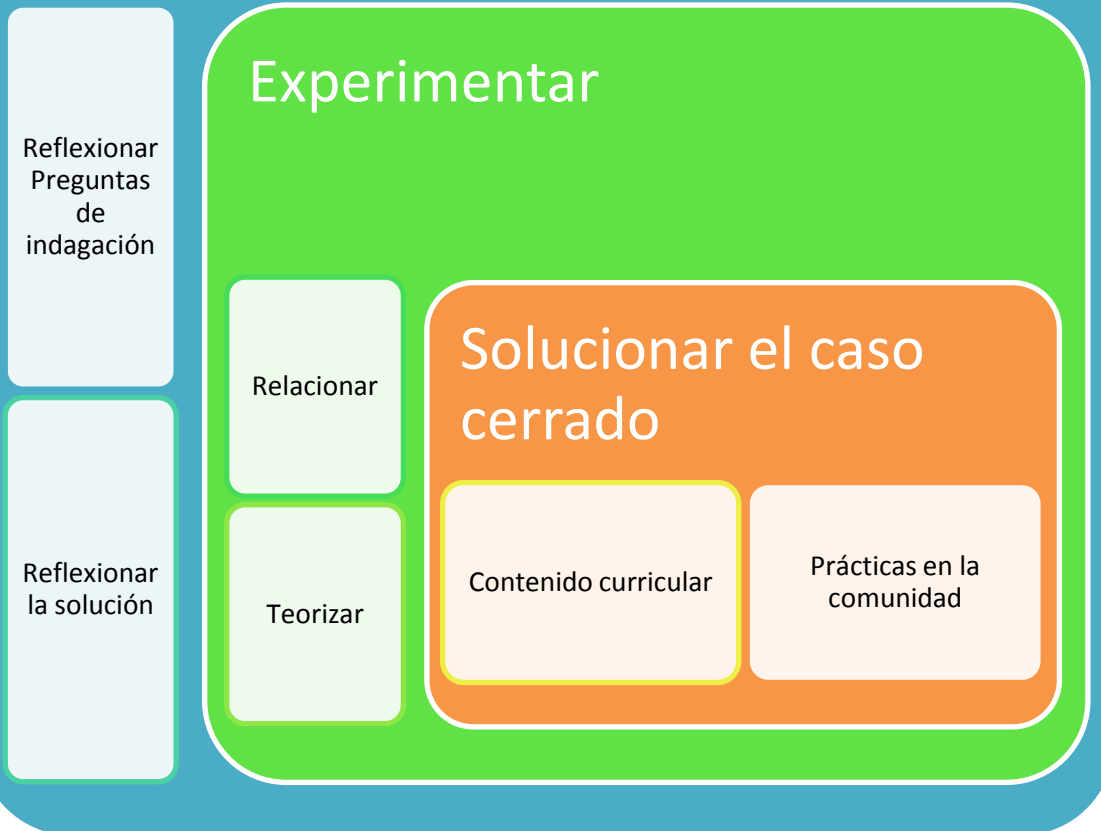 Experimentar
Reflexionar
Preguntas
de
indagación
Relacionar
Solucionar el caso
cerrado
Reflexionar
la solución
Teorizar
Contenido curricular
Prácticas en la
comunidad